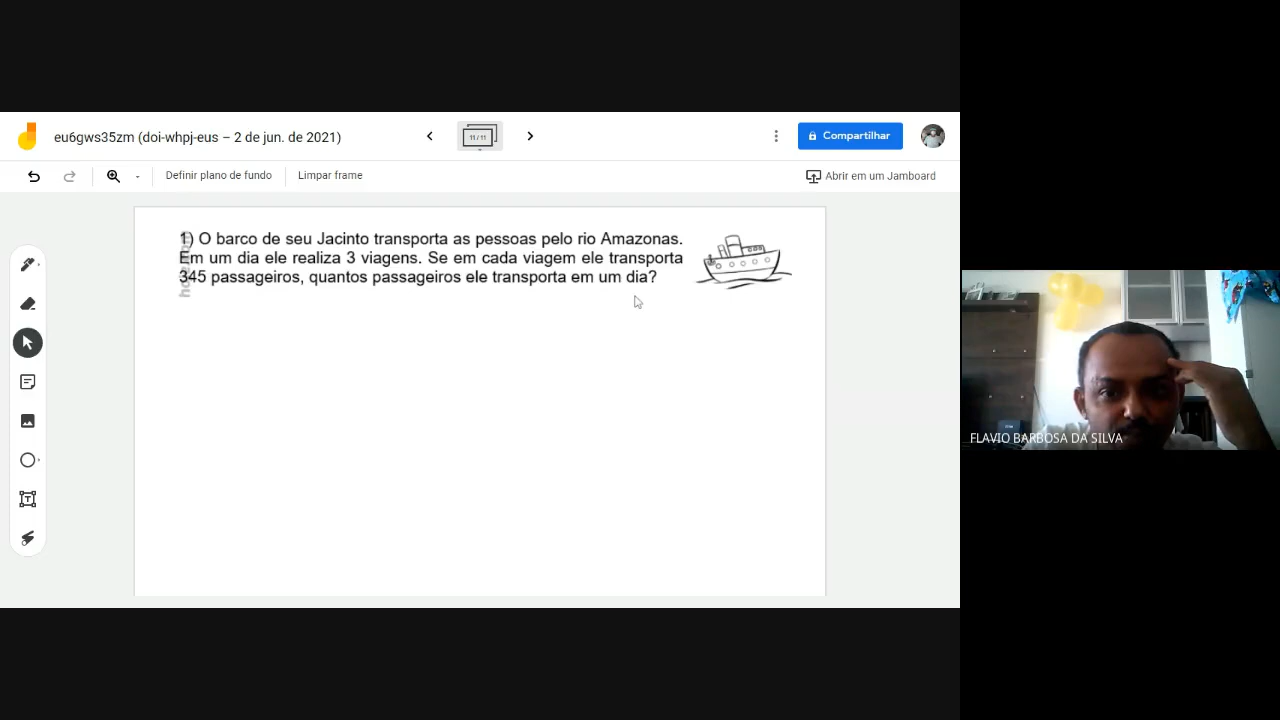 eu6gws35zm (doi-whpj-eus – 2 de jun. de 2021)
11 / 11
Compartilhar
Definir plano de fundo
Limpar frame
Abrir em um Jamboard
1) O barco de seu Jacinto transporta as pessoas pelo rio Amazonas.
Em um dia ele realiza 3 viagens. Se em cada viagem ele transporta
345 passageiros, quantos passageiros ele transporta em um dia?
FLAVIO BARBOSA DA SILVA